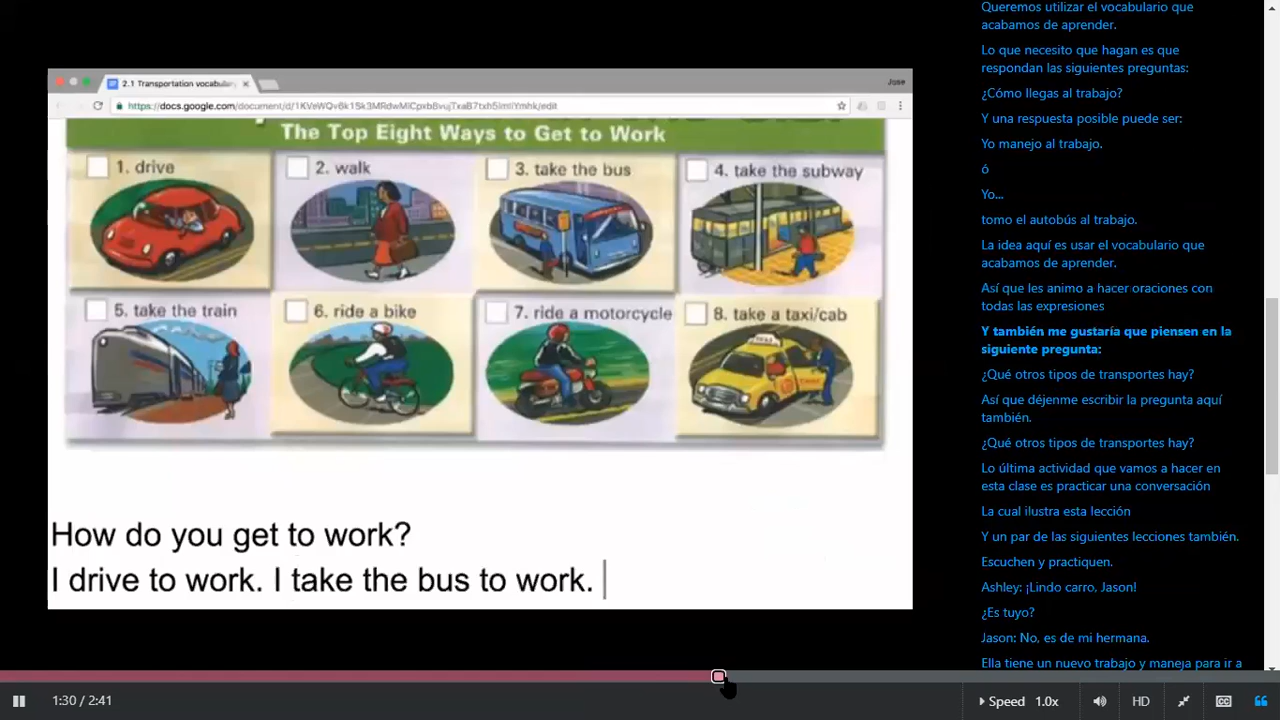 2.1 Transportation vocabulary
Jose
The Top Eight Ways to Get to Work
1. drive
2. walk
3. take the bus
4. take the subway
5. take the train
6. ride a bike
7. ride a motorcycle
8. take a taxi/cab
TAXI
How do you get to work?
I drive to work. I take the bus to work.
Queremos utilizar el vocabulario que
acabamos de aprender.
Lo que necesito que hagan es que
respondan las siguientes preguntas:
¿Cómo llegas al trabajo?
Y una respuesta posible puede ser:
Yo manejo al trabajo.
ó
Yo...
tomo el autobús al trabajo.
La idea aquí es usar el vocabulario que
acabamos de aprender.
Así que les animo a hacer oraciones con
todas las expresiones
Y también me gustaría que piensen en la
siguiente pregunta:
¿Qué otros tipos de transportes hay?
Así que déjenme escribir la pregunta aquí
también.
¿Qué otros tipos de transportes hay?
Lo última actividad que vamos a hacer en
esta clase es practicar una conversación
La cual ilustra esta lección
Y un par de las siguientes lecciones también.
Escuchen y practiquen.
Ashley: ¡Lindo carro, Jason!
¿Es tuyo?
Jason: No, es de mi hermana.
Ella tiene un nuevo trabajo y maneja para ir a
1:30 / 2:41
Speed 1.0x
HD
CC